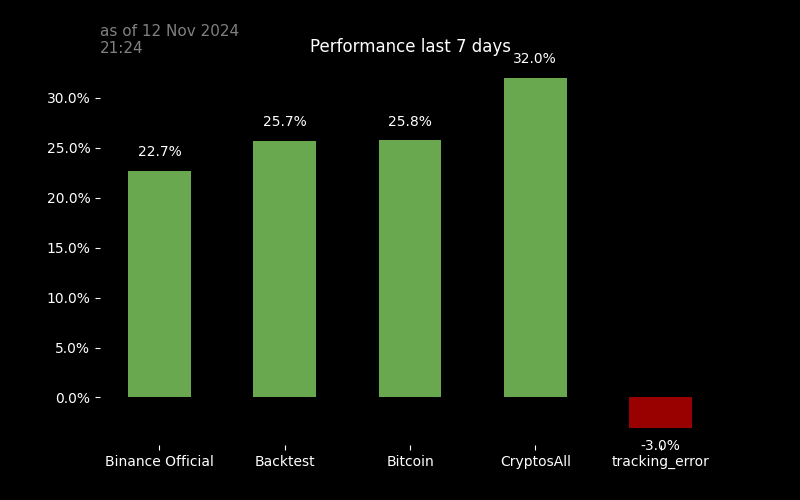 as of 12 Nov 2024
21:24
Performance last 7 days
32.0%
30.0%
25.7%
25.8%
25.0%
22.7%
20.0%
15.0%
10.0%
5.0%
0.0%
-3.0%
Binance Official
Backtest
Bitcoin
CryptosAll
tracking_error